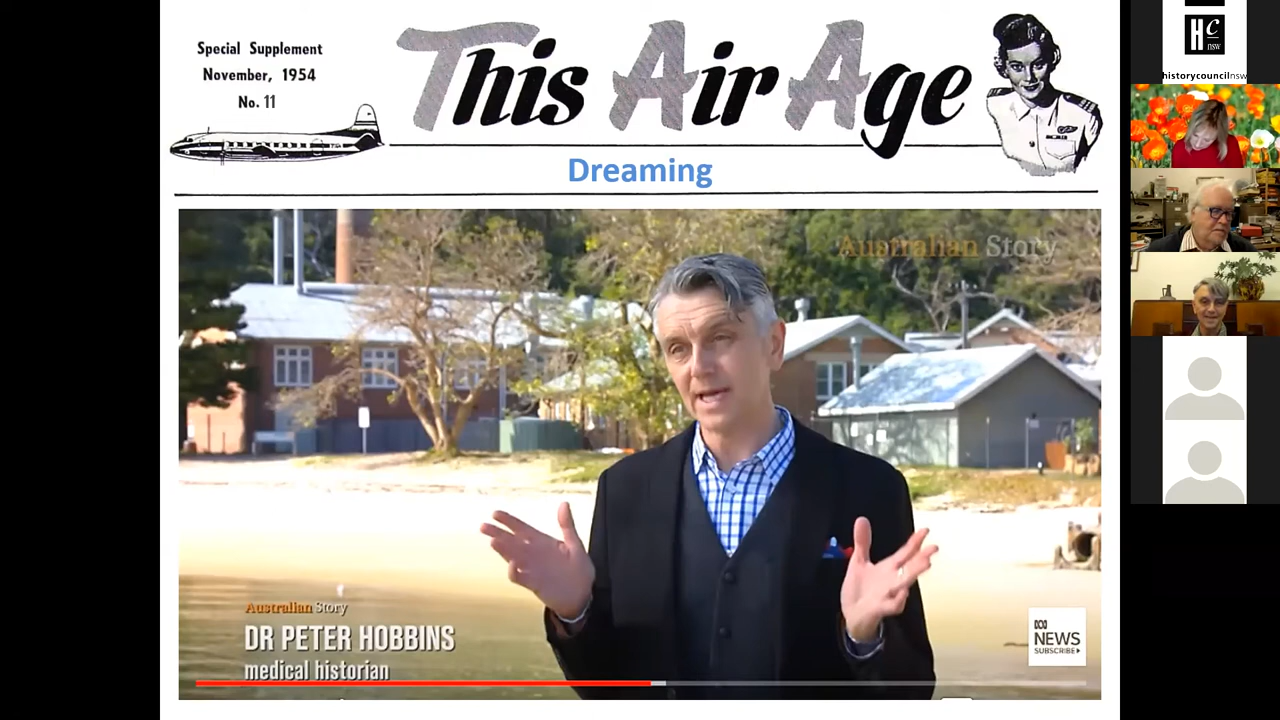 Special Supplement
November, 1954
No. 11
This Air Age
Dreaming
Australian Story
Australian Story
DR PETER HOBBINS
medical historian
ABC
NEWS
SUBSCRIBE
Hc
nsw
historycouncilnsw